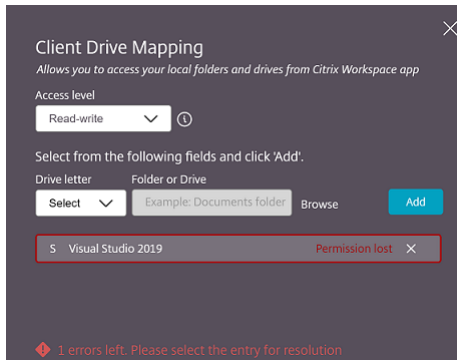 Client Drive Mapping
Allows you to access your local folders and drives from Citrix Workspace app
Access level
Read-write
Select from the following fields and click 'Add'.
Drive letter Folder or Drive
Select Example: Documents folder Browse Add
S Visual Studio 2019 Permission lost
1 errors left. Please select the entry for resolution